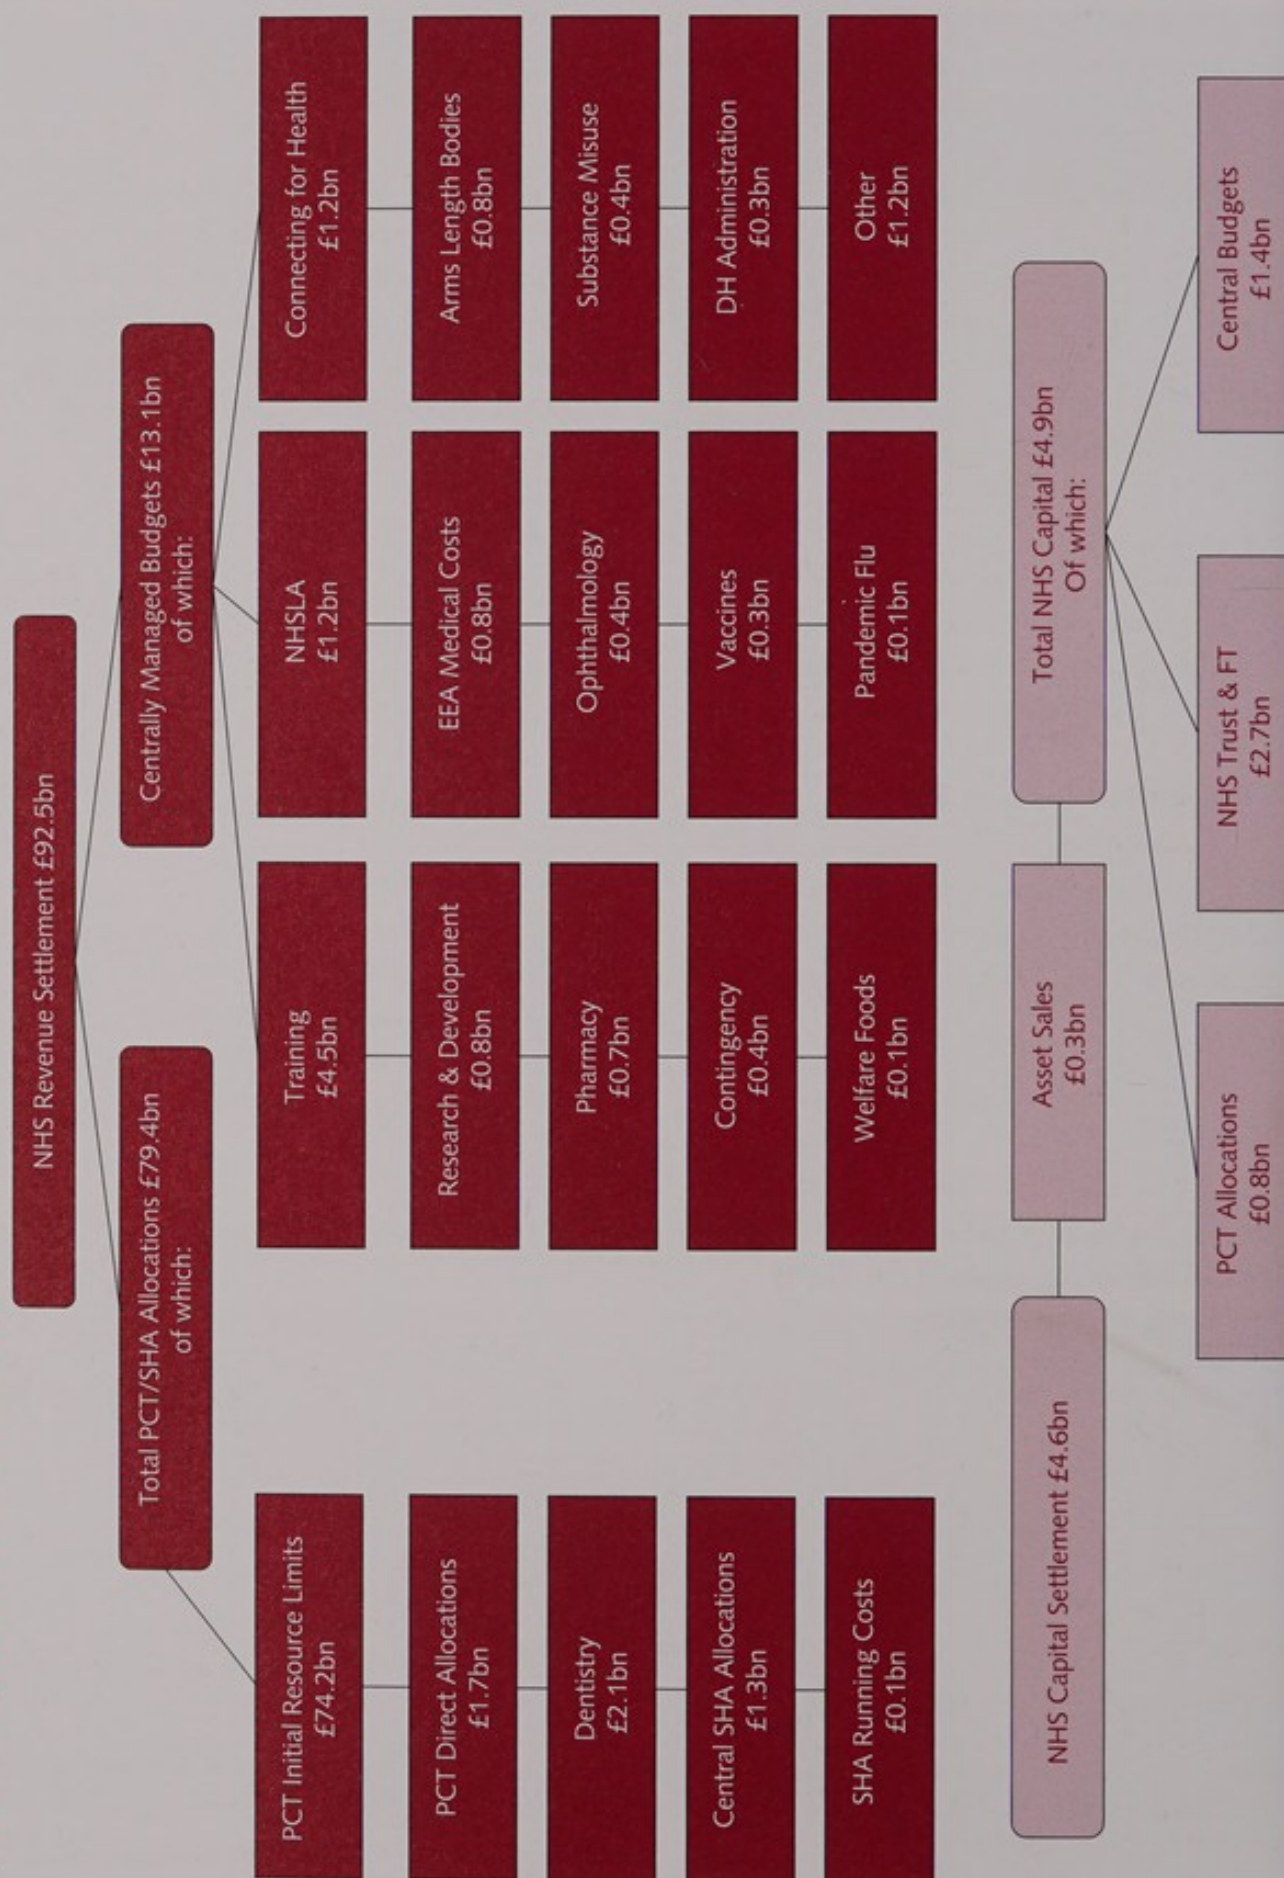 NHS Revenue Settlement £92.5bn
Total PCT/SHA Allocations £79.4bn
of which:
Centrally Managed Budgets £13.1bn
of which:
PCT Initial Resource Limits
£74.2bn
PCT Direct Allocations
£1.7bn
Dentistry
£2.1bn
Central SHA Allocations
£1.3bn
SHA Running Costs
£0.1bn
Training
£4.5bn
Research & Development
£0.8bn
Pharmacy
£0.7bn
Contingency
£0.4bn
Welfare Foods
£0.1bn
NHSLA
£1.2bn
EEA Medical Costs
£0.8bn
Ophthalmology
£0.4bn
Vaccines
£0.3bn
Pandemic Flu
£0.1bn
Connecting for Health
£1.2bn
Arms Length Bodies
£0.8bn
Substance Misuse
£0.4bn
DH Administration
£0.3bn
Other
£1.2bn
NHS Capital Settlement £4.6bn
Asset Sales
£0.3bn
Total NHS Capital £4.9bn
Of which:
PCT Allocations
£0.8bn
NHS Trust & FT
£2.7bn
Central Budgets
£1.4bn